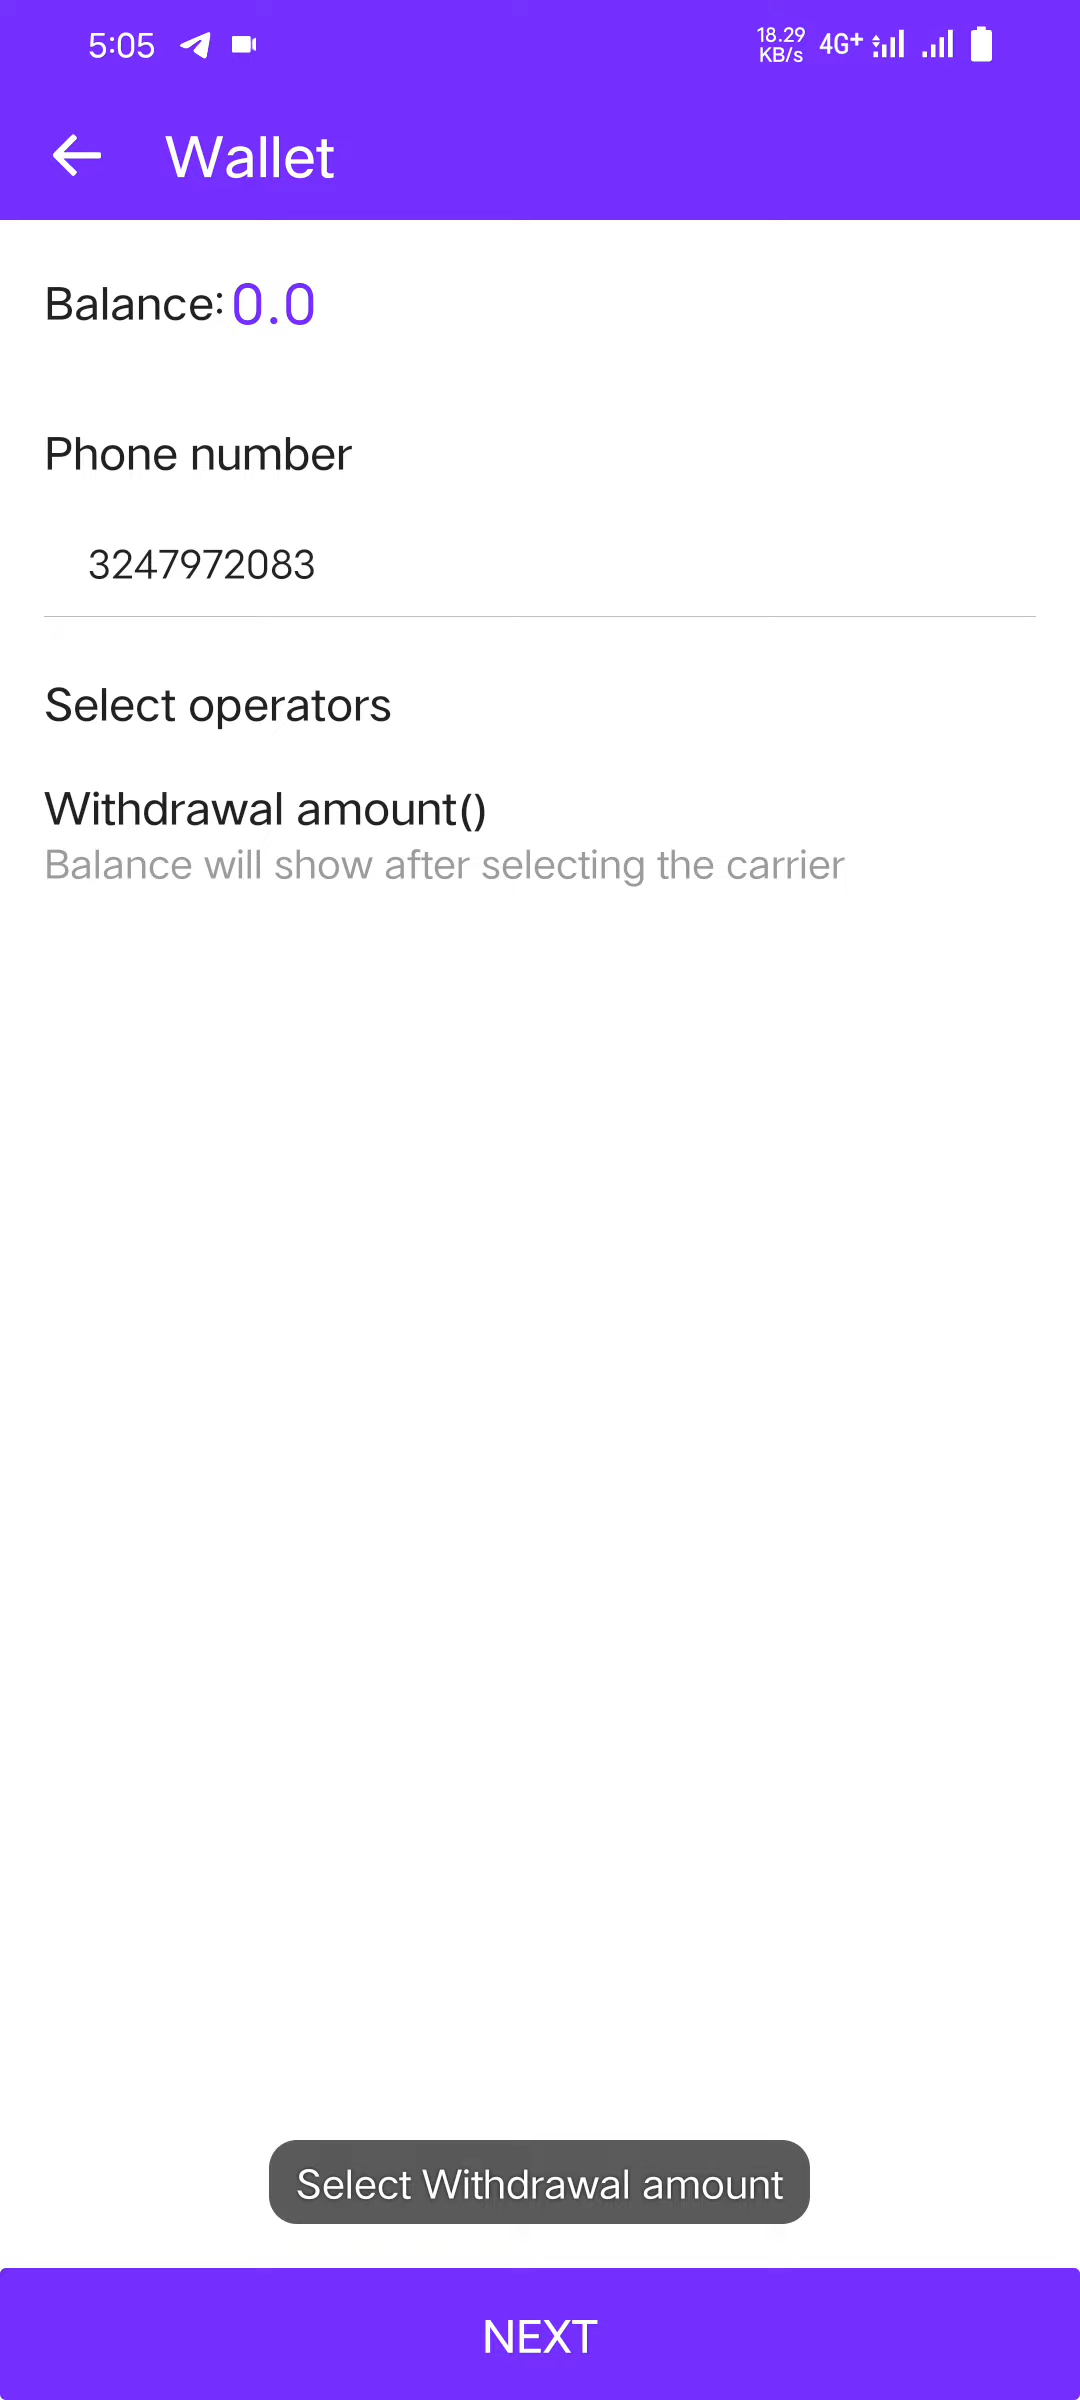 5:05
18.29 KB/s 4G+
Wallet
Balance: 0.0
Phone number
3247972083
Select operators
Withdrawal amount()
Balance will show after selecting the carrier
Select Withdrawal amount
NEXT